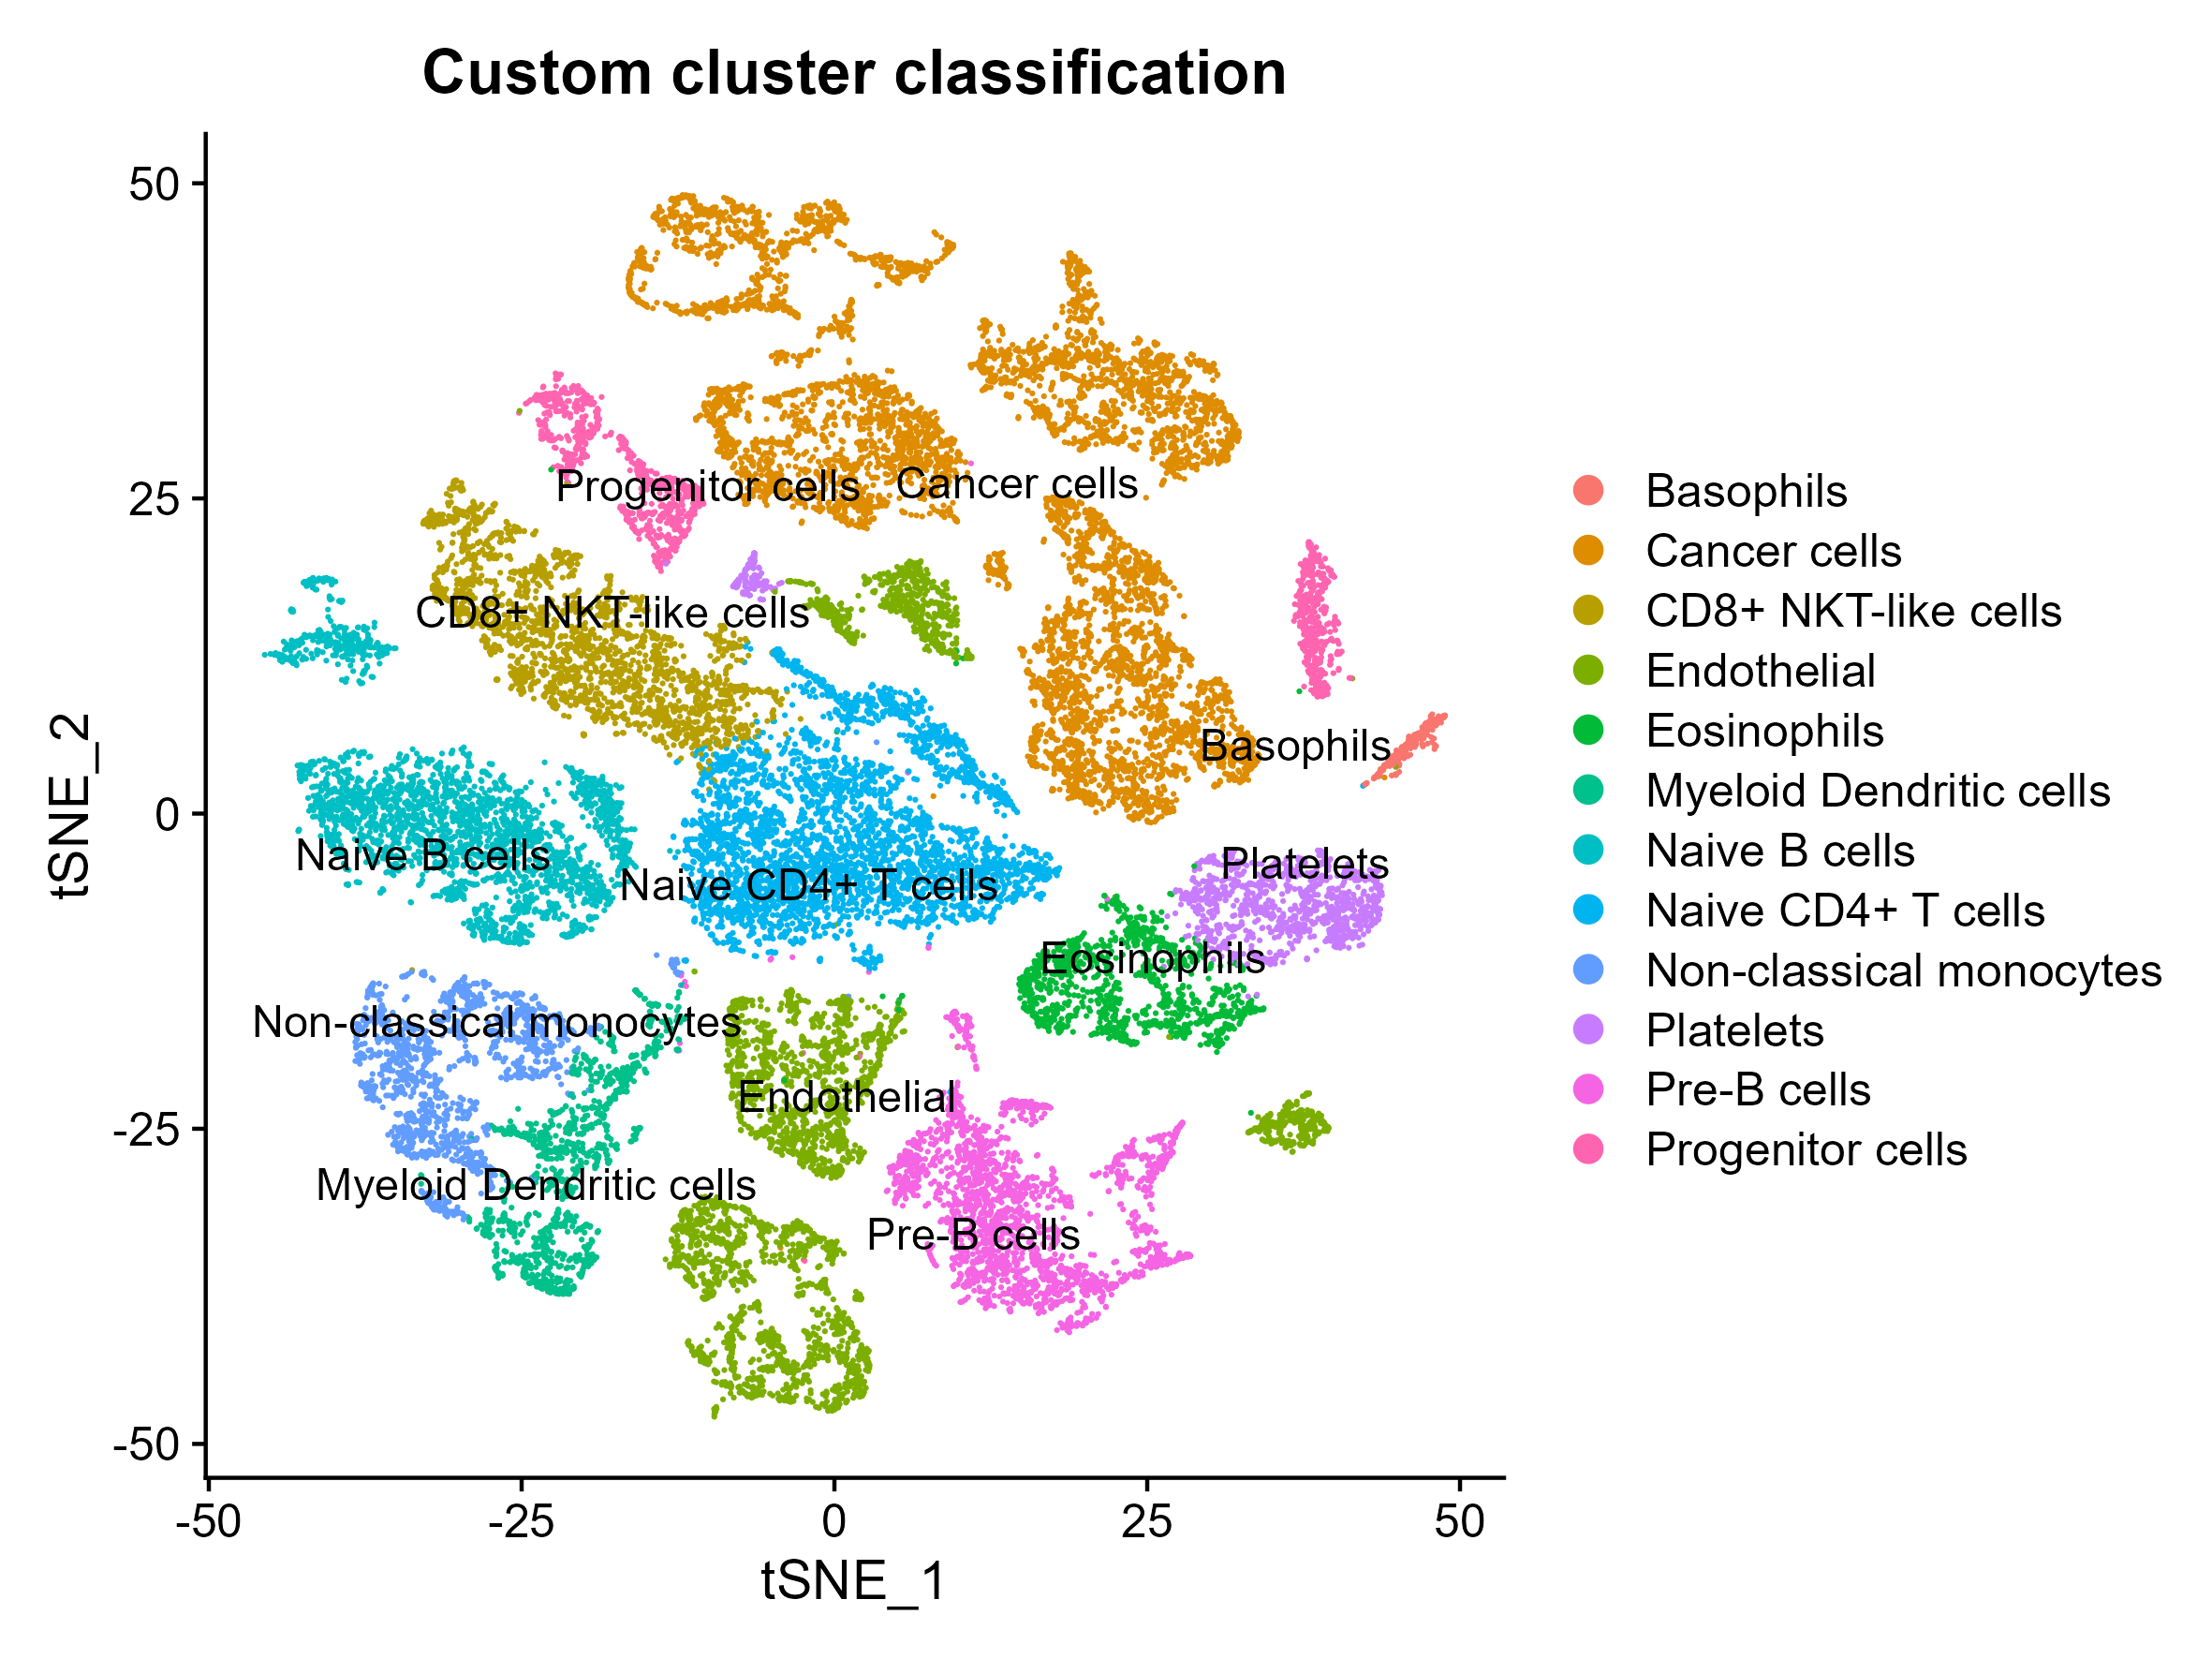 Custom cluster classification
50
25
0
-25
-50
tSNE_2
Progenitor cells
Cancer cells
CD8+ NKT-like cells
Basophils
Naive B cells
Platelets
Naive CD4+ T cells
Eosinophils
Non-classical monocytes
Endothelial
Myeloid Dendritic cells
Pre-B cells
-50
-25
0
25
50
tSNE_1
Basophils
Cancer cells
CD8+ NKT-like cells
Endothelial
Eosinophils
Myeloid Dendritic cells
Naive B cells
Naive CD4+ T cells
Non-classical monocytes
Platelets
Pre-B cells
Progenitor cells